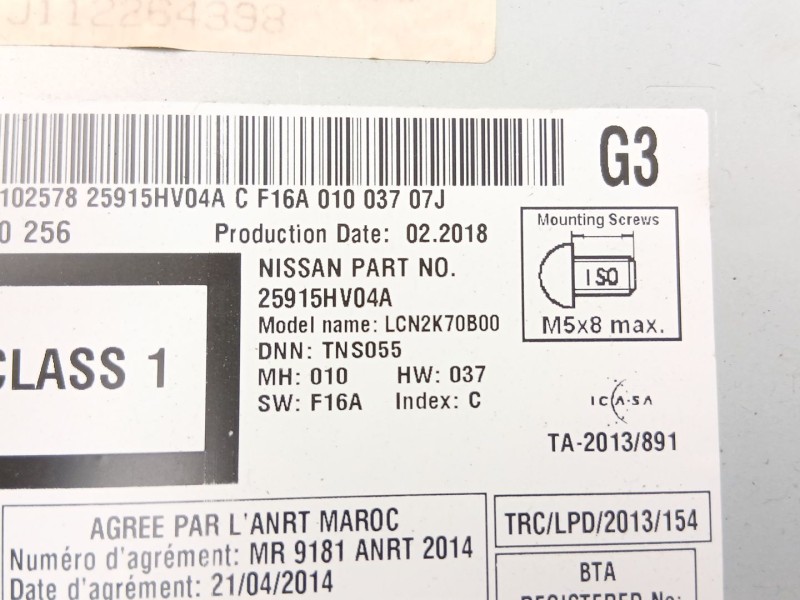 J112264398
G3
102578 25915HV04A C F16A 010 037 07J
0 256
Production Date: 02.2018
Mounting Screws
ISO
M5x8 max.
NISSAN PART NO.
25915HV04A
Model name: LCN2K70B00
DNN: TNS055
MH: 010 HW: 037
SW: F16A Index: C
CLASS 1
ICASA
TA-2013/891
AGREE PAR L'ANRT MAROC
Numéro d'agrément: MR 9181 ANRT 2014
Date d'agrément: 21/04/2014
TRC/LPD/2013/154
BTA
REGISTERED No: